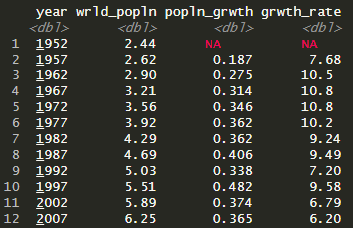 year wrld_popln popln_grwth grwth_rate
<dbl> <dbl> <dbl> <dbl>
1 1952 2.44 NA NA
2 1957 2.62 0.187 7.68
3 1962 2.90 0.275 10.5
4 1967 3.21 0.314 10.8
5 1972 3.56 0.346 10.8
6 1977 3.92 0.362 10.2
7 1982 4.29 0.362 9.24
8 1987 4.69 0.406 9.49
9 1992 5.03 0.338 7.20
10 1997 5.51 0.482 9.58
11 2002 5.89 0.374 6.79
12 2007 6.25 0.365 6.20